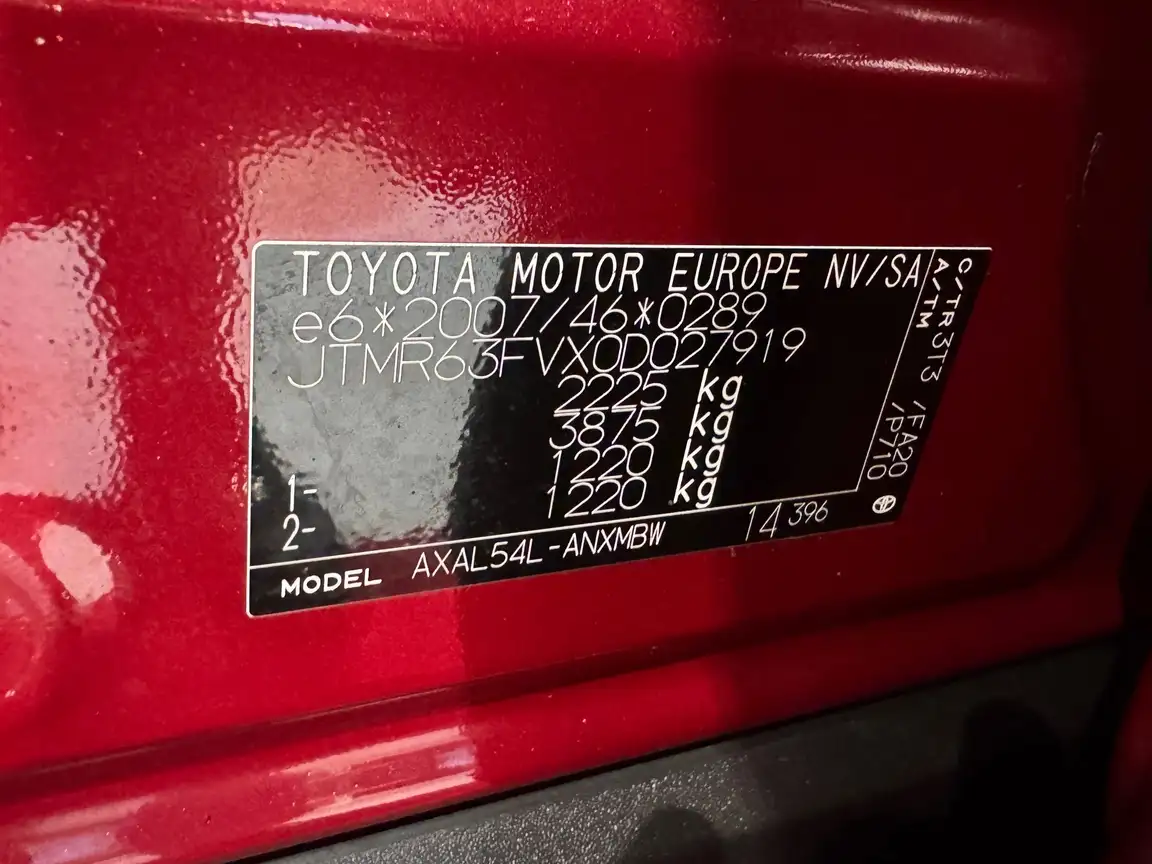 TOYOTA MOTOR EUROPE NV/SA
e6*2007/46*0289
JTMR63FVX0D027919
2225 kg
3875 kg
1- 1220 kg
2- 1220 kg
MODEL AXAL54L-ANXMBW 14 396
C/TR 3T3 /FA20
A/TM /P710